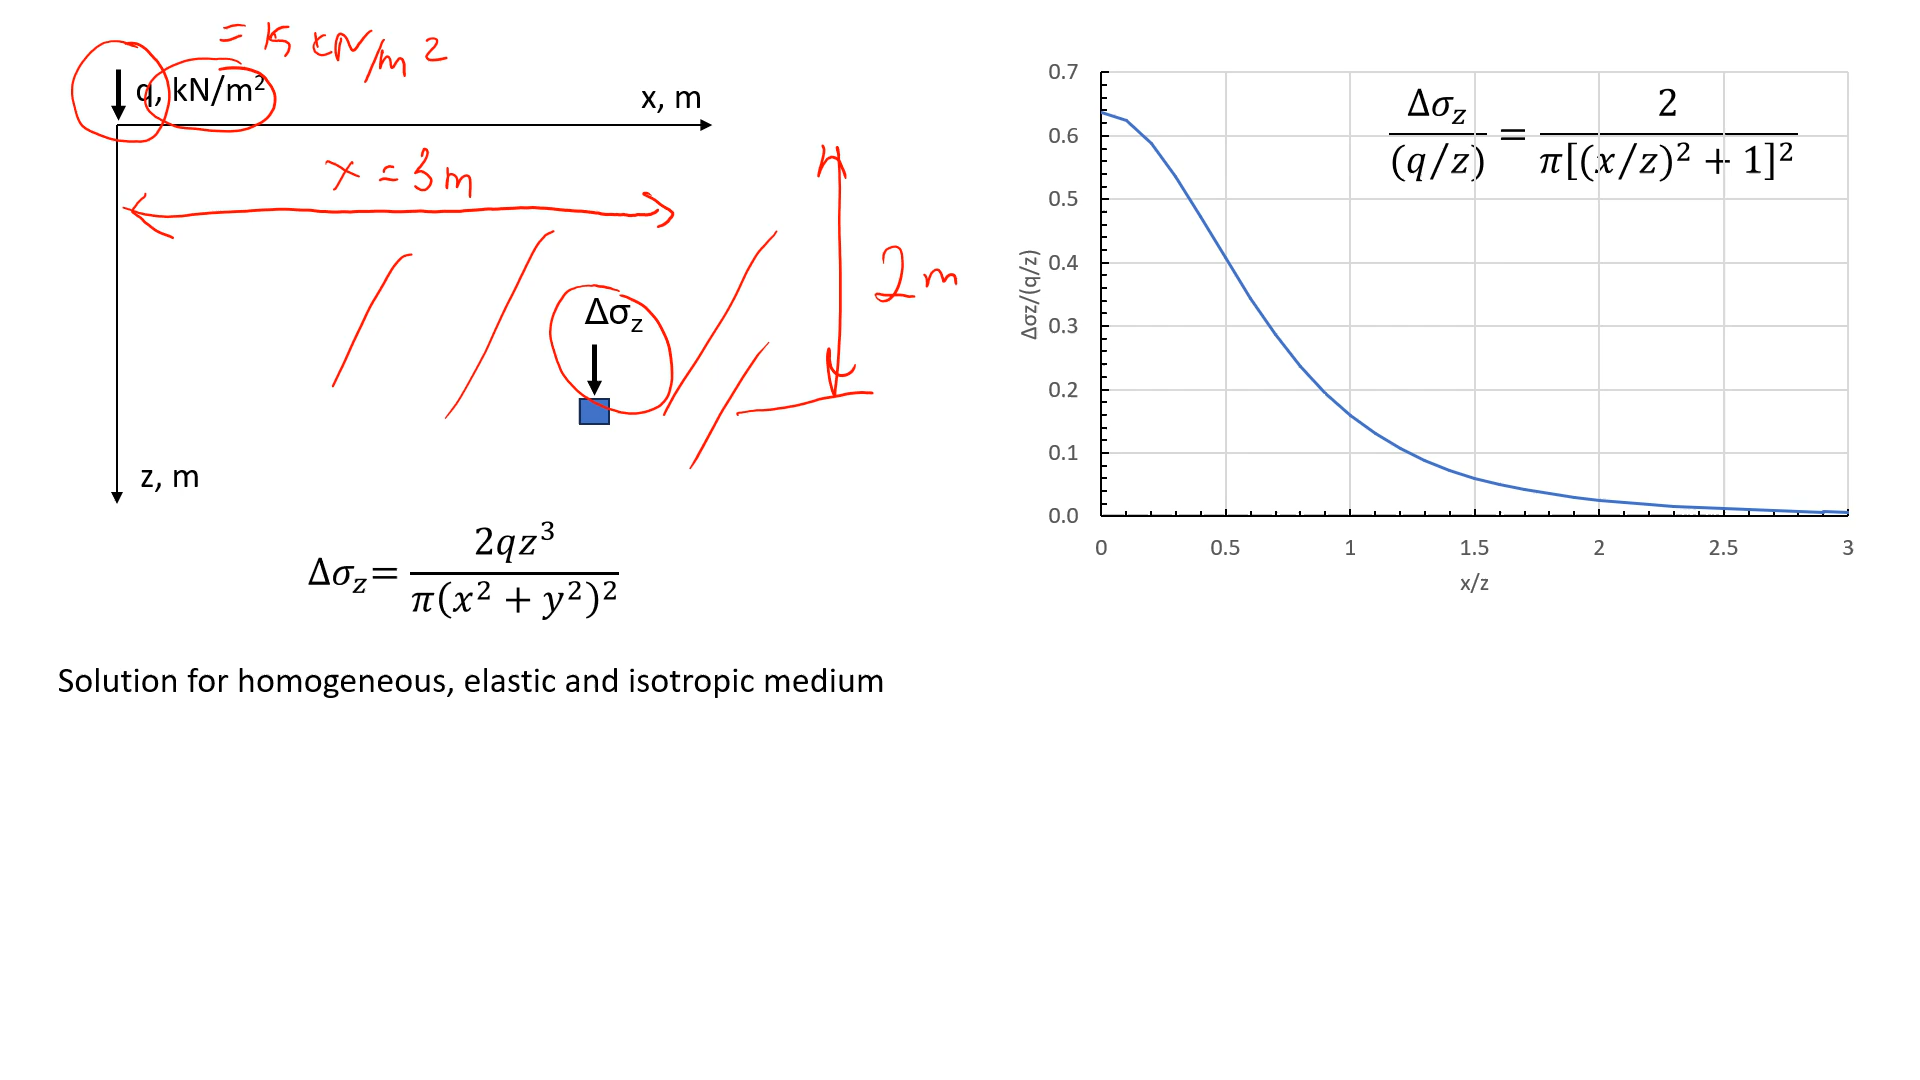 = 15 kN/m²
q, kN/m²
x, m
x = 3 m
2 m
Δσz
z, m
Δσz= 2qz³ / π(x² + y²)²
Solution for homogeneous, elastic and isotropic medium
Δσz / (q/z) = 2 / π[(x/z)² + 1]²
Δσz/(q/z)
0.7
0.6
0.5
0.4
0.3
0.2
0.1
0.0
0 0.5 1 1.5 2 2.5 3
x/z